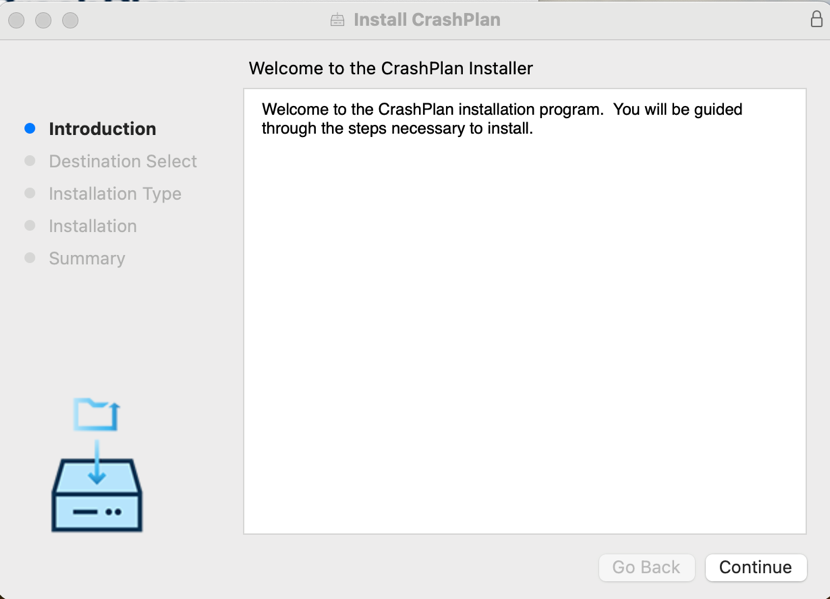 Install CrashPlan
Welcome to the CrashPlan Installer
Introduction
Destination Select
Installation Type
Installation
Summary
Welcome to the CrashPlan installation program.  You will be guided
through the steps necessary to install.
Go Back
Continue